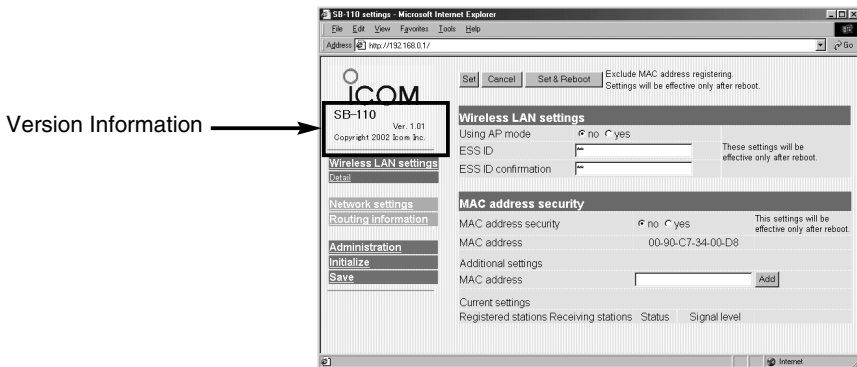 SB-110 settings - Microsoft Internet Explorer
File Edit View Favorites Tools Help
Address http://192.168.0.1/ Go
ICOM
SB-110
Ver. 1.01
Copyright 2002 Icom Inc.
Version Information
Wireless LAN settings
Detail
Network settings
Routing information
Administration
Initialize
Save
Set Cancel Set & Reboot
Exclude MAC address registering.
Settings will be effective only after reboot.
Wireless LAN settings
Using AP mode no yes
ESS ID **
ESS ID confirmation **
These settings will be
effective only after reboot.
MAC address security
MAC address security no yes
This settings will be
effective only after reboot.
MAC address 00-90-C7-34-00-D8
Additional settings
MAC address Add
Current settings
Registered stations Receiving stations Status Signal level
Internet